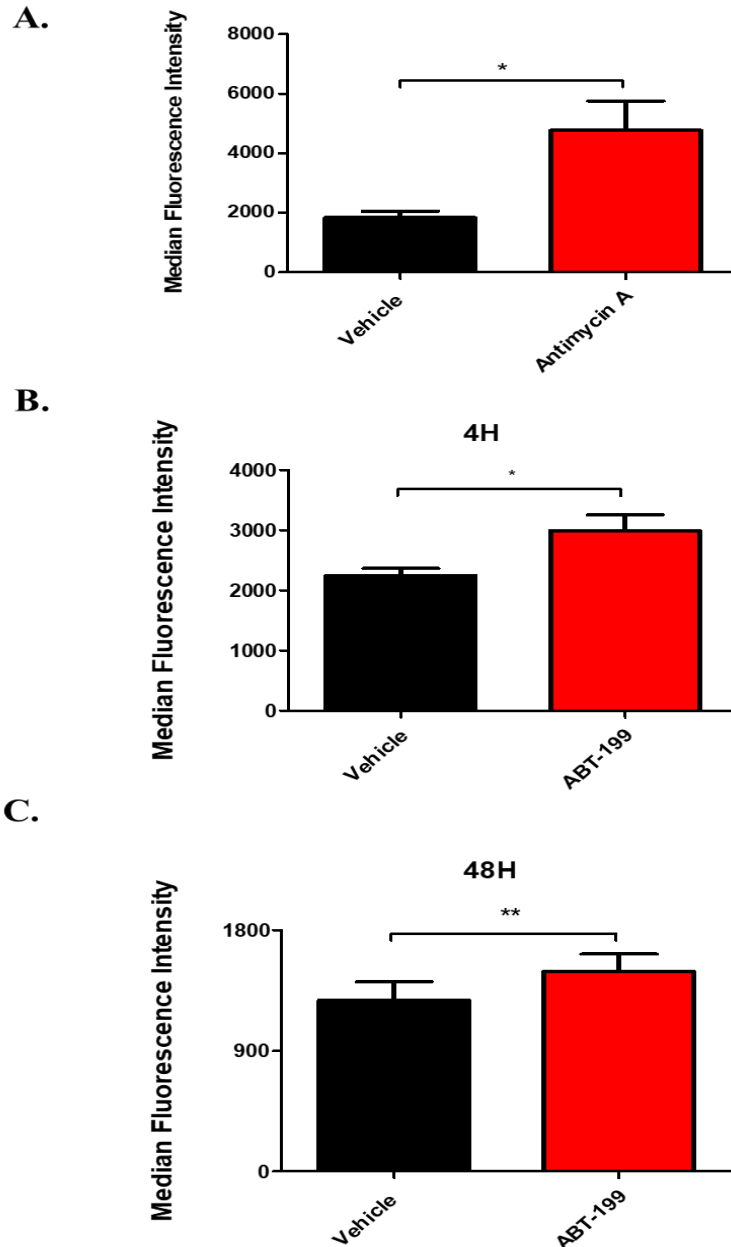 A.
Median Fluorescence Intensity
8000
6000
4000
2000
0
*
Vehicle
Antimycin A
B.
4H
Median Fluorescence Intensity
4000
3000
2000
1000
0
*
Vehicle
ABT-199
C.
48H
Median Fluorescence Intensity
1800
900
0
**
Vehicle
ABT-199